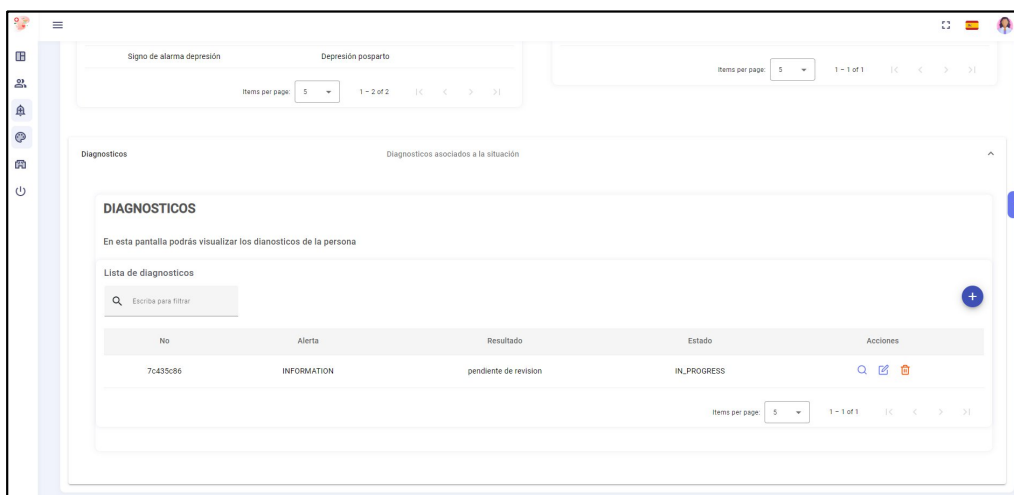 Signo de alarma depresión Depresión posparto
Items per page: 5 1 – 2 of 2
Items per page: 5 1 – 1 of 1
Diagnosticos Diagnosticos asociados a la situación
DIAGNOSTICOS
En esta pantalla podrás visualizar los dianosticos de la persona
Lista de diagnosticos
Escriba para filtrar
No Alerta Resultado Estado Acciones
7c435c86 INFORMATION pendiente de revision IN_PROGRESS
Items per page: 5 1 – 1 of 1